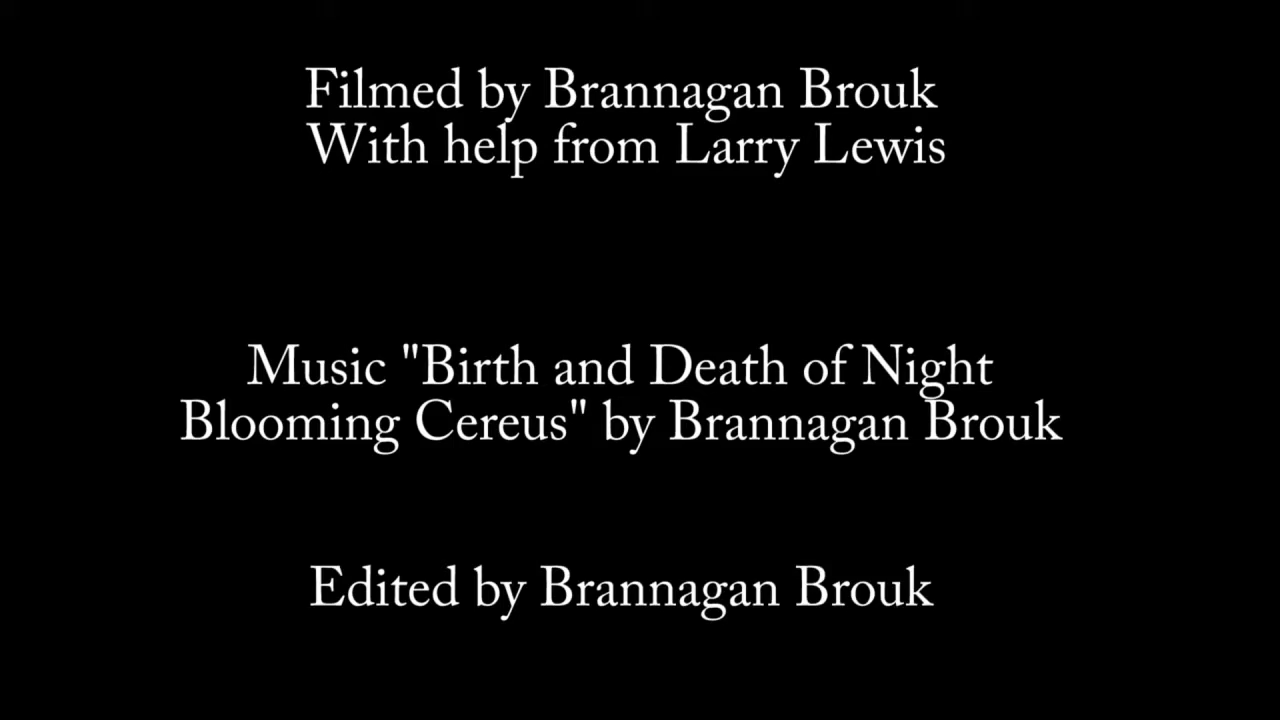 Filmed by Brannagan Brouk
With help from Larry Lewis
Music "Birth and Death of Night
Blooming Cereus" by Brannagan Brouk
Edited by Brannagan Brouk